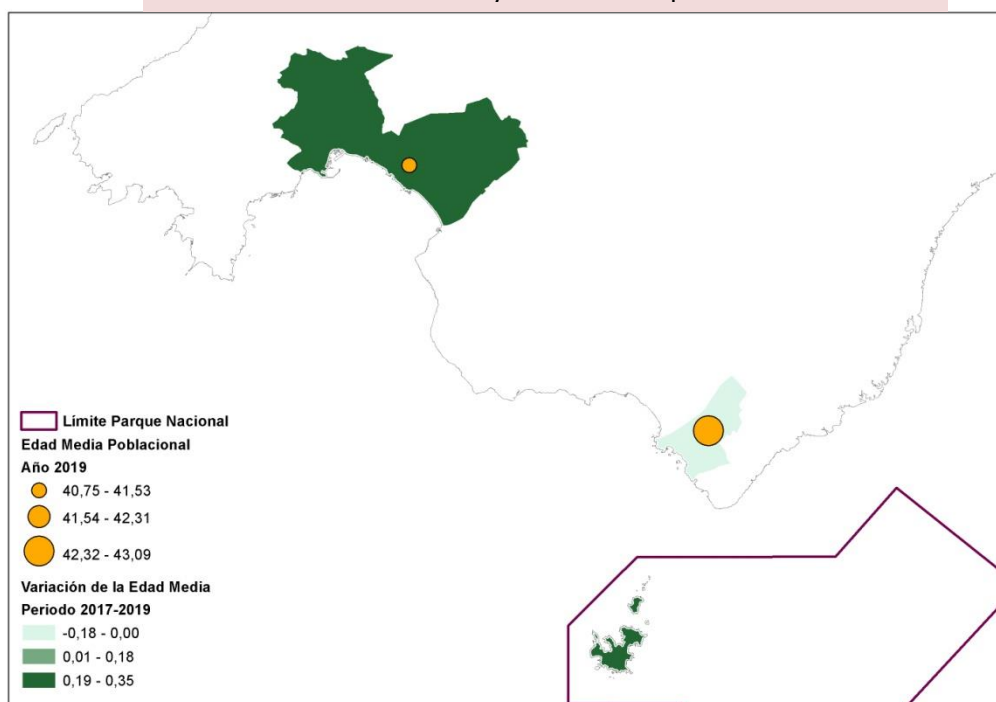 Límite Parque Nacional
Edad Media Poblacional
Año 2019
40,75 - 41,53
41,54 - 42,31
42,32 - 43,09
Variación de la Edad Media
Periodo 2017-2019
-0,18 - 0,00
0,01 - 0,18
0,19 - 0,35